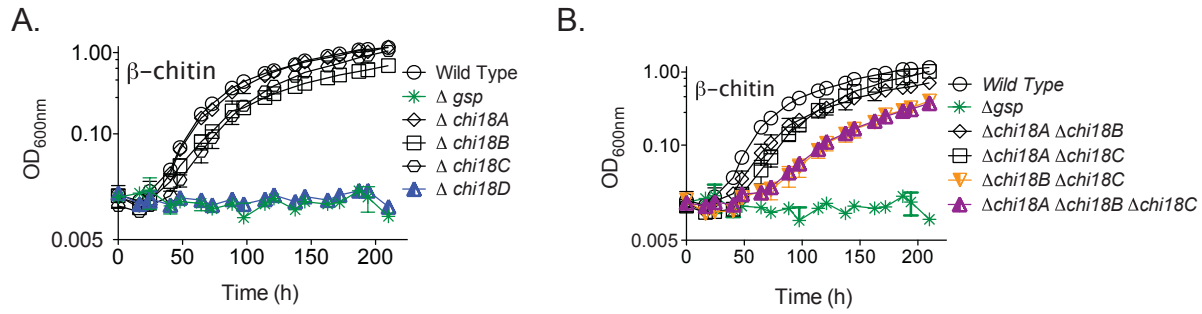 A.
OD600nm
1.00
0.10
0.005
β-chitin
0 50 100 150 200
Time (h)
Wild Type
Δ gsp
Δ chi18A
Δ chi18B
Δ chi18C
Δ chi18D
B.
OD600nm
1.00
0.10
0.005
β-chitin
0 50 100 150 200
Time (h)
Wild Type
Δgsp
Δchi18A Δchi18B
Δchi18A Δchi18C
Δchi18B Δchi18C
Δchi18A Δchi18B Δchi18C